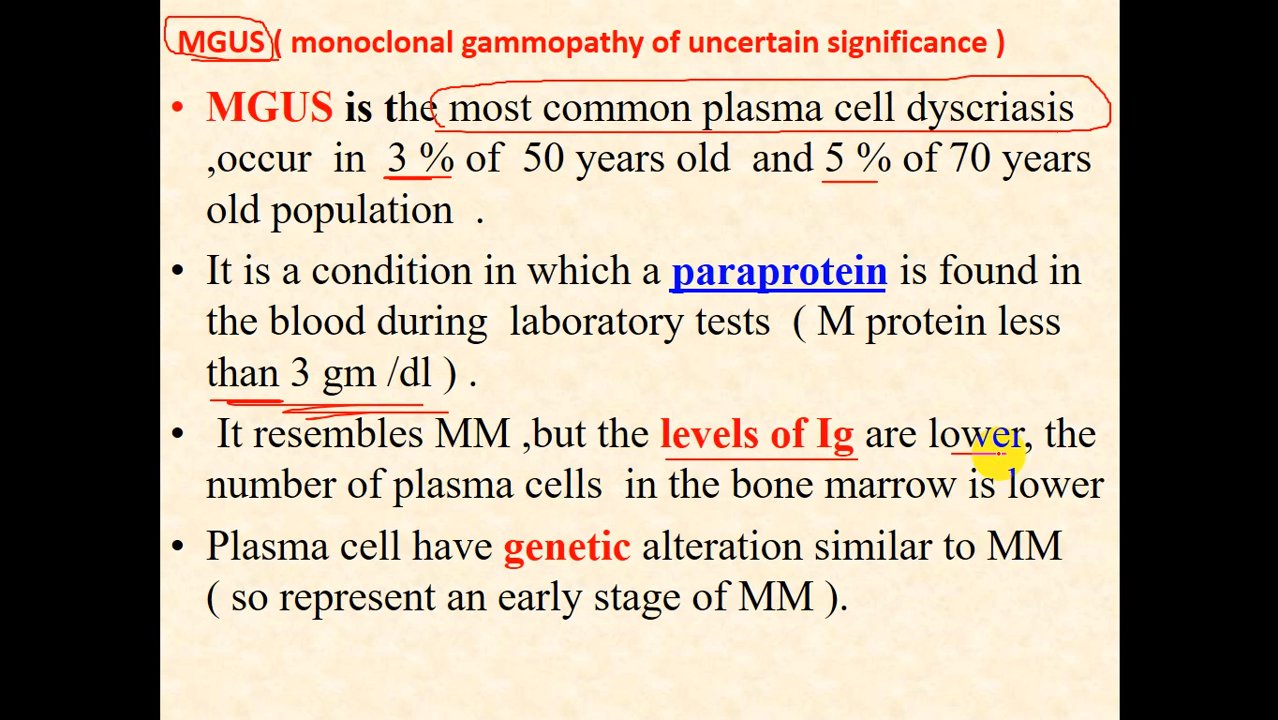 MGUS ( monoclonal gammopathy of uncertain significance )
• MGUS is the most common plasma cell dyscriasis
,occur in 3 % of 50 years old and 5 % of 70 years
old population .
• It is a condition in which a paraprotein is found in
the blood during laboratory tests ( M protein less
than 3 gm /dl ) .
• It resembles MM ,but the levels of Ig are lower, the
number of plasma cells in the bone marrow is lower
• Plasma cell have genetic alteration similar to MM
( so represent an early stage of MM ).